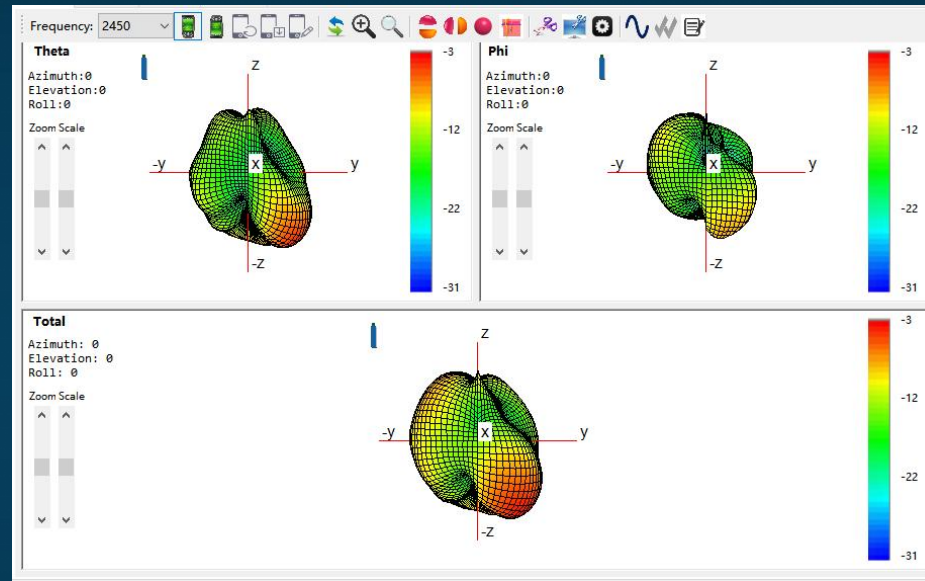 Frequency: 2450
Theta
Azimuth:0
Elevation:0
Roll:0
Zoom Scale
z
-y
x
y
-z
-3
-12
-22
-31
Phi
Azimuth:0
Elevation:0
Roll:0
Zoom Scale
z
-y
x
y
-z
-3
-12
-22
-31
Total
Azimuth: 0
Elevation: 0
Roll: 0
Zoom Scale
z
-y
x
y
-z
-3
-12
-22
-31